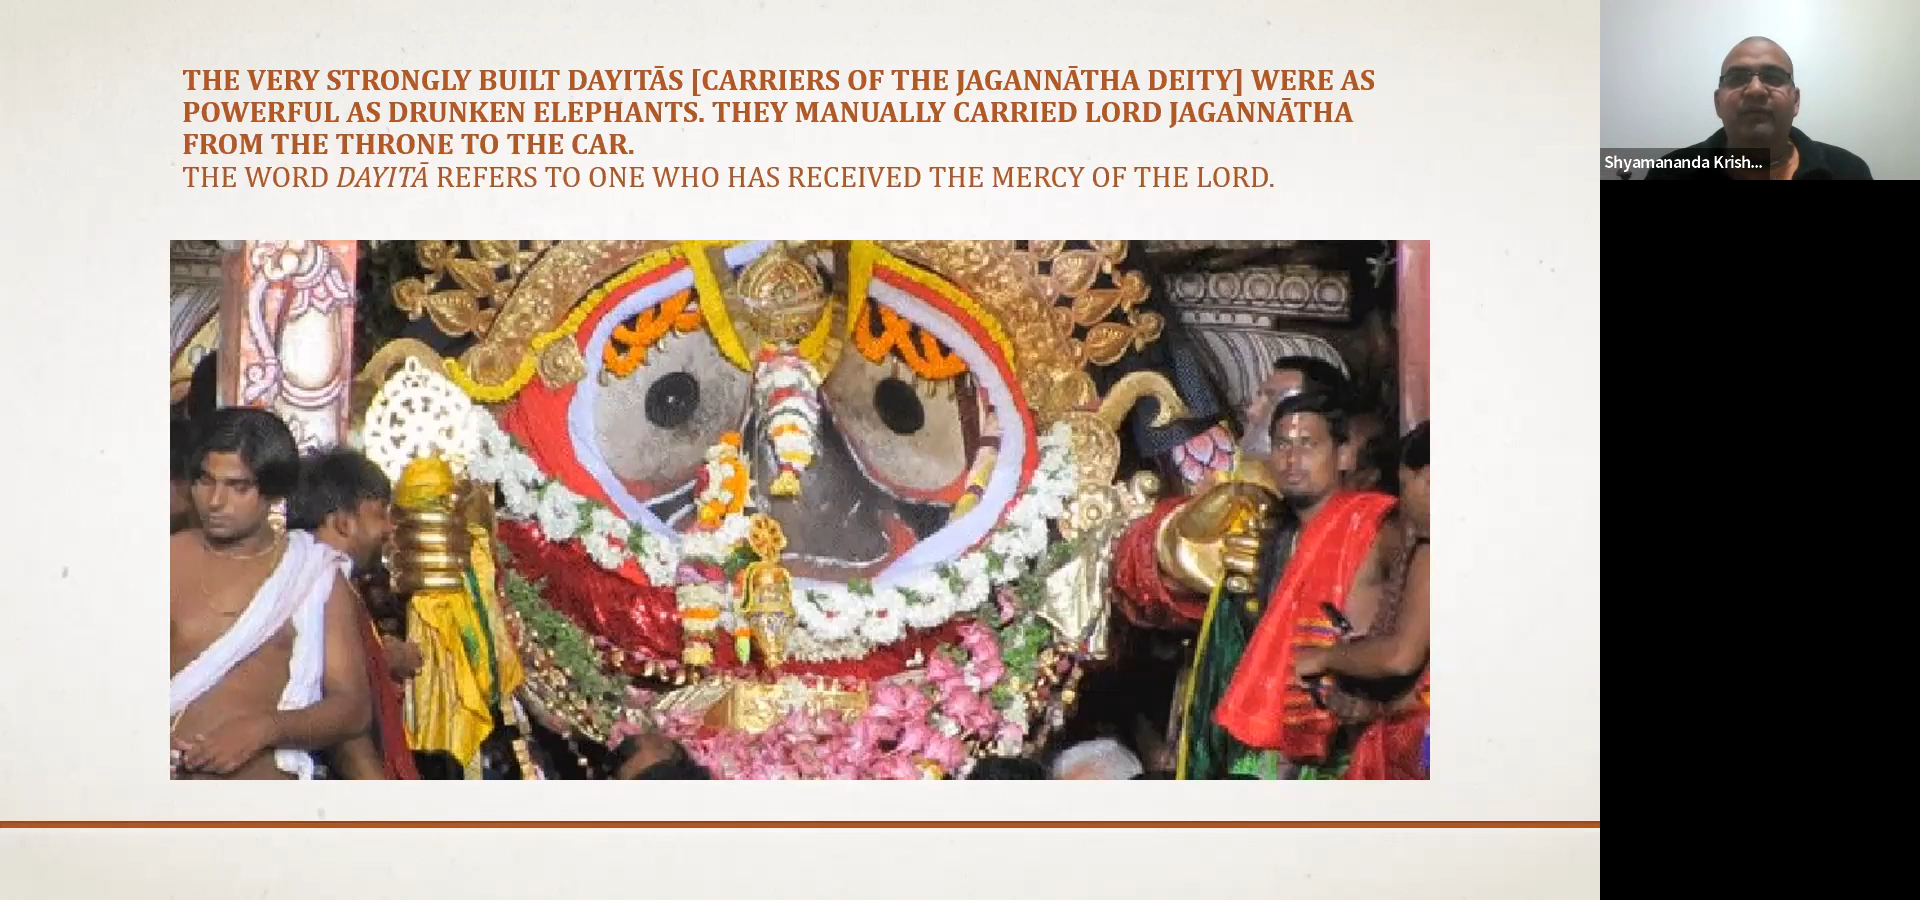 THE VERY STRONGLY BUILT DAYITĀS [CARRIERS OF THE JAGANNĀTHA DEITY] WERE AS
POWERFUL AS DRUNKEN ELEPHANTS. THEY MANUALLY CARRIED LORD JAGANNĀTHA
FROM THE THRONE TO THE CAR.
THE WORD DAYITĀ REFERS TO ONE WHO HAS RECEIVED THE MERCY OF THE LORD.
Shyamananda Krish...